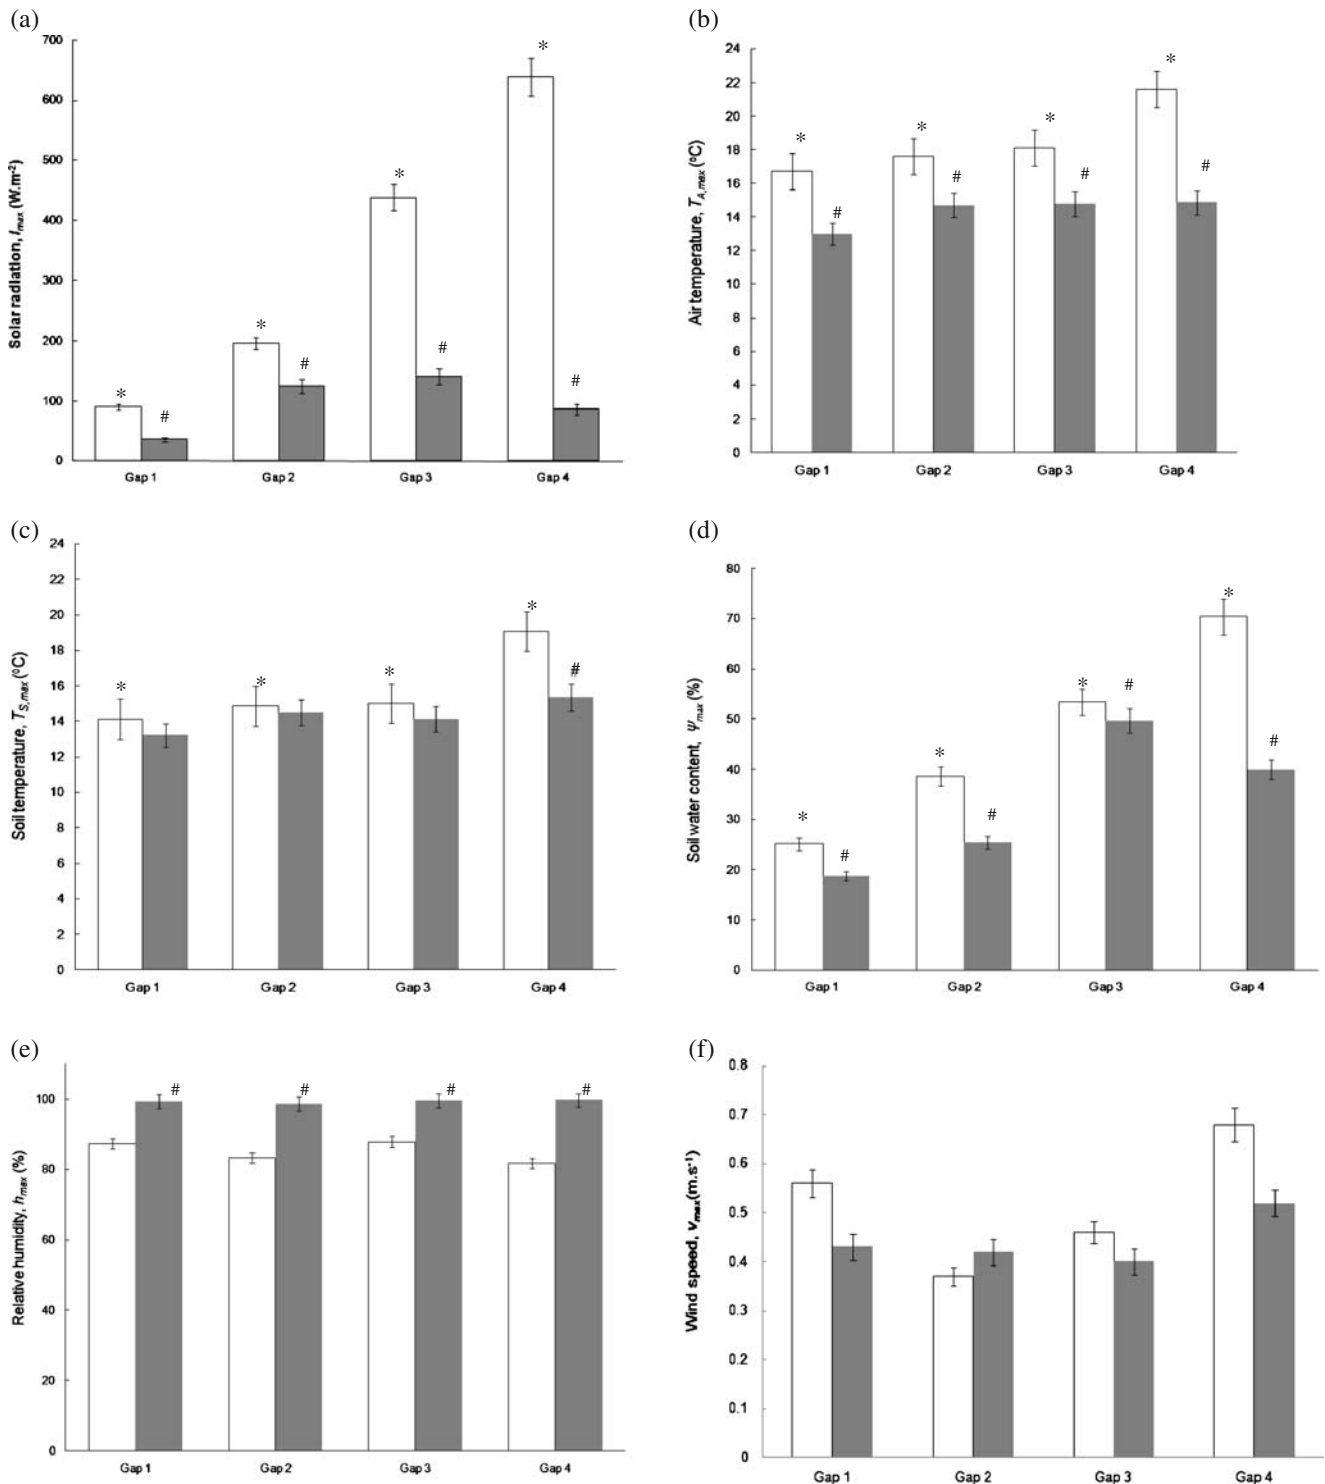 (a)
700
600
500
400
300
200
100
0
Solar radiation, I_max (W.m⁻²)
* # * # * # * #
Gap 1 Gap 2 Gap 3 Gap 4
(b)
24
22
20
18
16
14
12
10
8
6
4
2
0
Air temperature, T_A,max (°C)
* # * # * # * #
Gap 1 Gap 2 Gap 3 Gap 4
(c)
24
22
20
18
16
14
12
10
8
6
4
2
0
Soil temperature, T_S,max (°C)
* * * * #
Gap 1 Gap 2 Gap 3 Gap 4
(d)
80
70
60
50
40
30
20
10
0
Soil water content, Ψ_max (%)
* # * # * # * #
Gap 1 Gap 2 Gap 3 Gap 4
(e)
100
80
60
40
20
0
Relative humidity, h_max (%)
# # # #
Gap 1 Gap 2 Gap 3 Gap 4
(f)
0.8
0.7
0.6
0.5
0.4
0.3
0.2
0.1
0
Wind speed, v_max (m.s⁻¹)
Gap 1 Gap 2 Gap 3 Gap 4